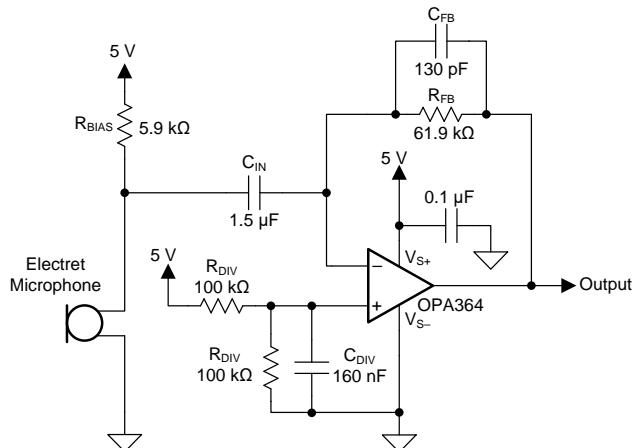 C_FB
130 pF
5 V
R_FB
61.9 kΩ
R_BIAS
5.9 kΩ
C_IN
1.5 µF
5 V
0.1 µF
Electret
Microphone
5 V
R_DIV
100 kΩ
V_S+
−
+
OPA364
V_S–
Output
R_DIV
100 kΩ
C_DIV
160 nF